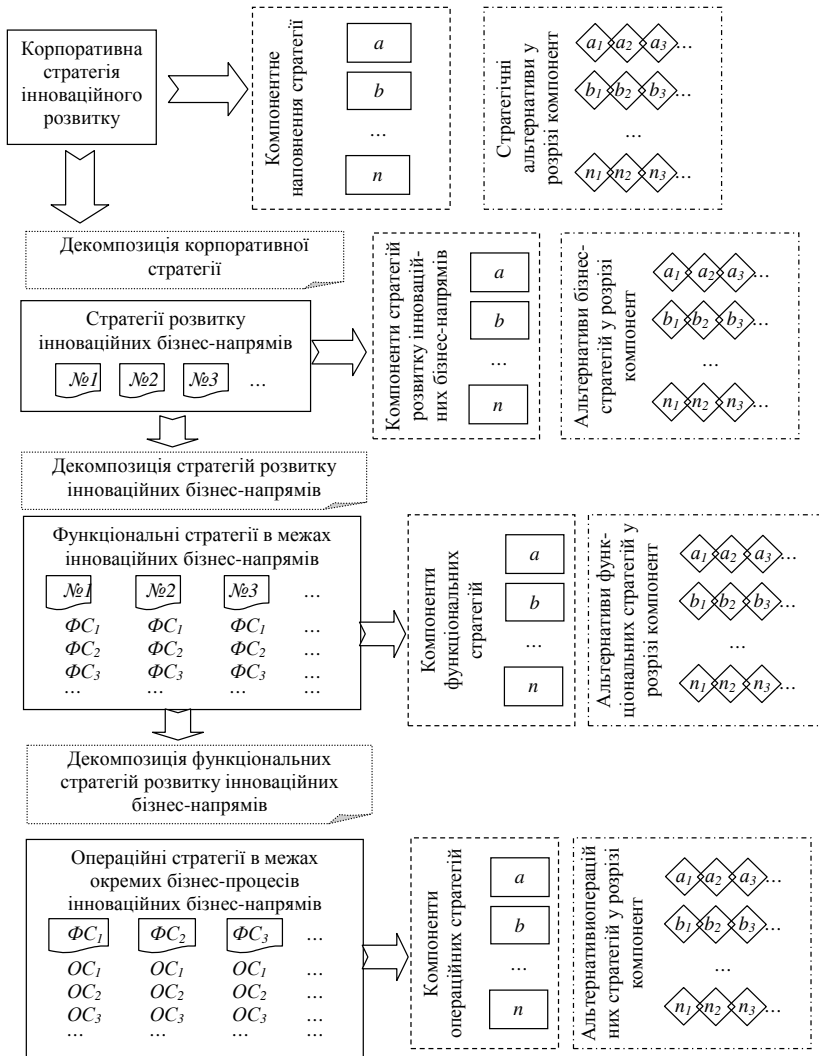 Корпоративна
стратегія
інноваційного
розвитку
Компонентне
наповнення стратегії
a
b
...
n
Стратегічні
альтернативи у
розрізі компонент
a1 a2 a3 ...
b1 b2 b3 ...
...
n1 n2 n3 ...
Декомпозиція корпоративної
стратегії
Стратегії розвитку
інноваційних бізнес-напрямів
№1 №2 №3 ...
Компоненти стратегій
розвитку інновацій-
них бізнес-напрямів
a
b
...
n
Альтернативи бізнес-
стратегій у розрізі
компонент
a1 a2 a3 ...
b1 b2 b3 ...
...
n1 n2 n3 ...
Декомпозиція стратегій розвитку
інноваційних бізнес-напрямів
Функціональні стратегії в межах
інноваційних бізнес-напрямів
№1 №2 №3 ...
ФС1 ФС1 ФС1 ...
ФС2 ФС2 ФС2 ...
ФС3 ФС3 ФС3 ...
... ... ... ...
Компоненти
функціональних
стратегій
a
b
...
n
Альтернативи функ-
ціональних стратегій у
розрізі компонент
a1 a2 a3 ...
b1 b2 b3 ...
...
n1 n2 n3 ...
Декомпозиція функціональних
стратегій розвитку інноваційних
бізнес-напрямів
Операційні стратегії в межах
окремих бізнес-процесів
інноваційних бізнес-напрямів
ФС1 ФС2 ФС3 ...
ОС1 ОС1 ОС1 ...
ОС2 ОС2 ОС2 ...
ОС3 ОС3 ОС3 ...
... ... ... ...
Компоненти
операційних стратегій
a
b
...
n
Альтернативиоперацій
них стратегій у розрізі
компонент
a1 a2 a3 ...
b1 b2 b3 ...
...
n1 n2 n3 ...